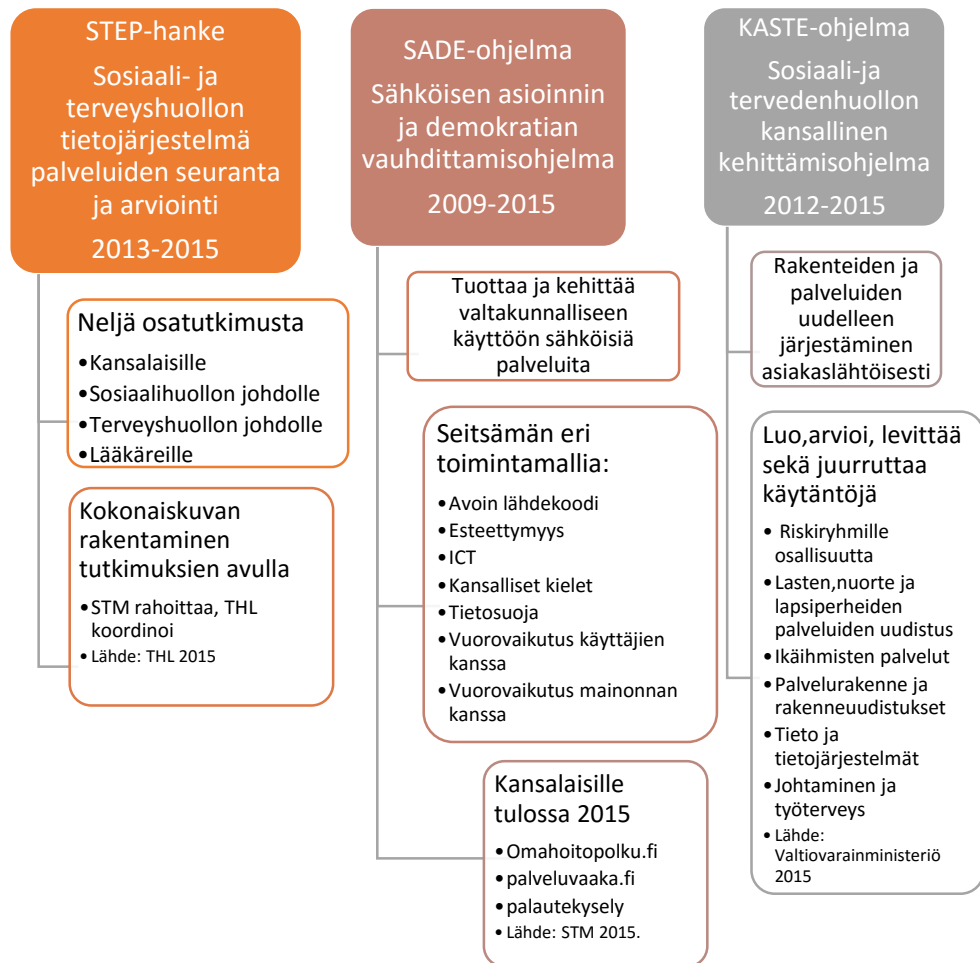 STEP-hanke
Sosiaali- ja
terveyshuollon
tietojärjestelmä
palveluiden seuranta
ja arviointi
2013-2015
Neljä osatutkimusta
•Kansalaisille
•Sosiaalihuollon johdolle
•Terveyshuollon johdolle
•Lääkäreille
Kokonaiskuvan
rakentaminen
tutkimuksien avulla
•STM rahoittaa, THL
koordinoi
•Lähde: THL 2015
SADE-ohjelma
Sähköisen asioinnin
ja demokratian
vauhdittamisohjelma
2009-2015
Tuottaa ja kehittää
valtakunnalliseen
käyttöön sähköisiä
palveluita
Seitsämän eri
toimintamallia:
•Avoin lähdekoodi
•Esteettymyys
•ICT
•Kansalliset kielet
•Tietosuoja
•Vuorovaikutus käyttäjien
kanssa
•Vuorovaikutus mainonnan
kanssa
Kansalaisille
tulossa 2015
•Omahoitopolku.fi
•palveluvaaka.fi
•palautekysely
•Lähde: STM 2015.
KASTE-ohjelma
Sosiaali-ja
tervedenhuollon
kansallinen
kehittämisohjelma
2012-2015
Rakenteiden ja
palveluiden
uudelleen
järjestäminen
asiakaslähtöisesti
Luo,arvioi, levittää
sekä juurruttaa
käytäntöjä
• Riskiryhmille
osallisuutta
•Lasten,nuorte ja
lapsiperheiden
palveluiden uudistus
•Ikäihmisten palvelut
•Palvelurakenne ja
rakenneuudistukset
•Tieto ja
tietojärjestelmät
•Johtaminen ja
työterveys
•Lähde:
Valtiovarainministeriö
2015